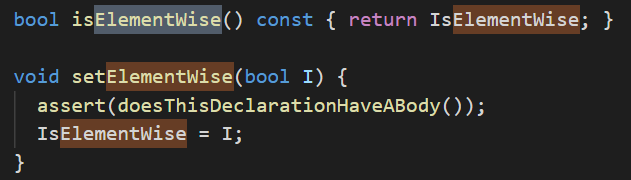 bool isElementWise() const { return IsElementWise; }
void setElementWise(bool I) {
assert(doesThisDeclarationHaveABody());
IsElementWise = I;
}